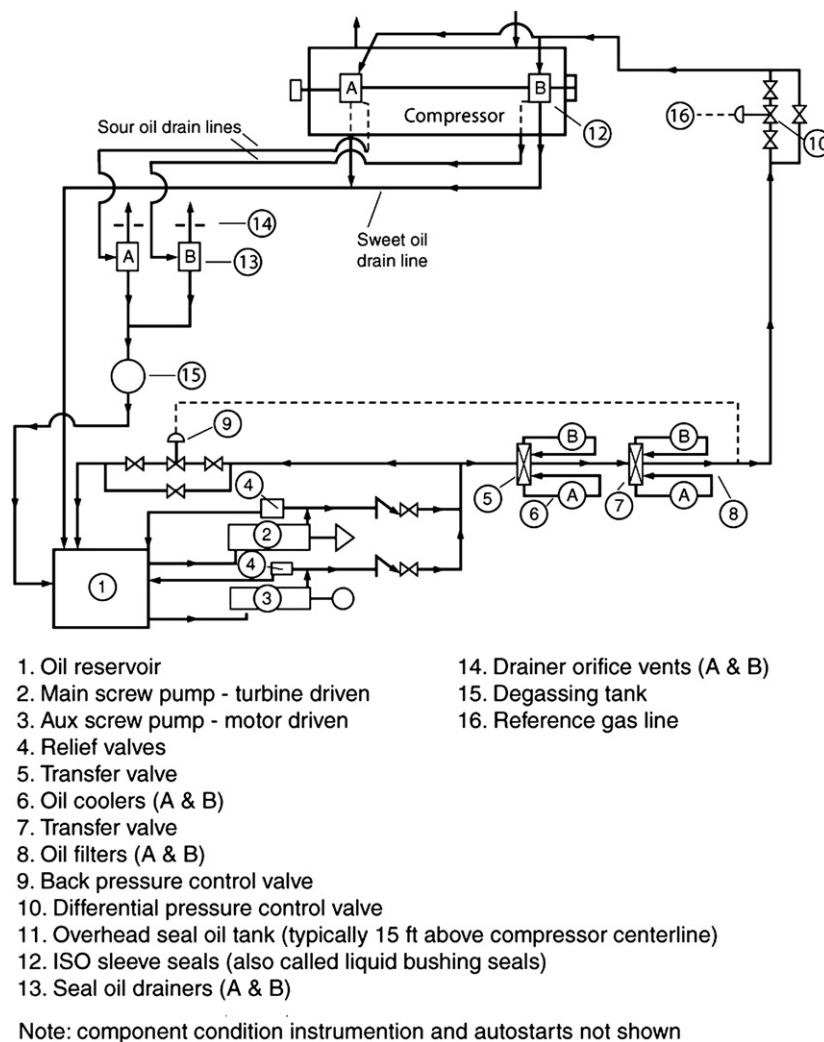 A
B
Compressor
12
16
10
Sour oil drain lines
14
A
B
13
Sweet oil
drain line
15
9
B
B
4
5
7
6
A
A
8
2
4
1
3
1. Oil reservoir
2. Main screw pump - turbine driven
3. Aux screw pump - motor driven
4. Relief valves
5. Transfer valve
6. Oil coolers (A & B)
7. Transfer valve
8. Oil filters (A & B)
9. Back pressure control valve
10. Differential pressure control valve
11. Overhead seal oil tank (typically 15 ft above compressor centerline)
12. ISO sleeve seals (also called liquid bushing seals)
13. Seal oil drainers (A & B)
14. Drainer orifice vents (A & B)
15. Degassing tank
16. Reference gas line
Note: component condition instrumention and autostarts not shown